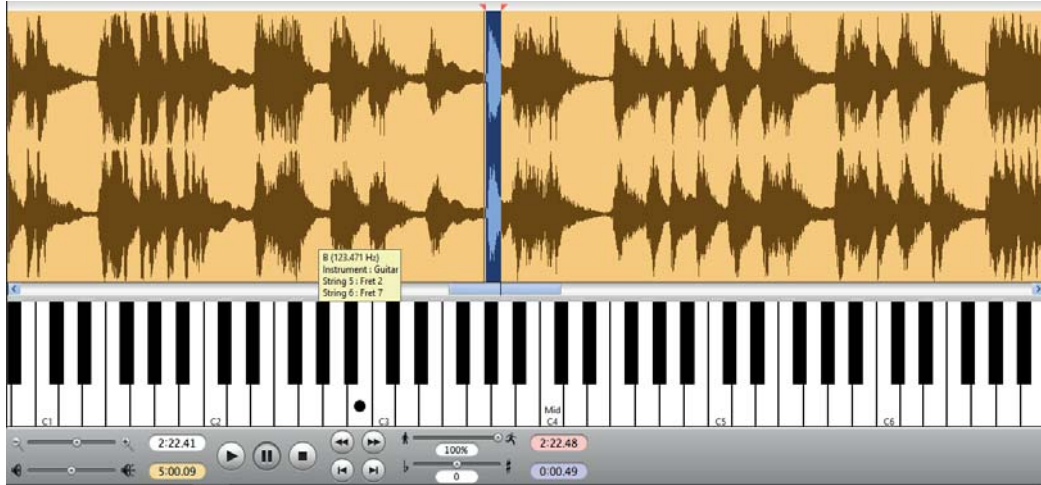 B (123.471 Hz)
Instrument : Guitar
String 5 : Fret 2
String 6 : Fret 7
C1
C2
C3
Mid
C4
C5
C6
2:22.41
5:00.09
100%
♭
0
♯
2:22.48
0:00.49